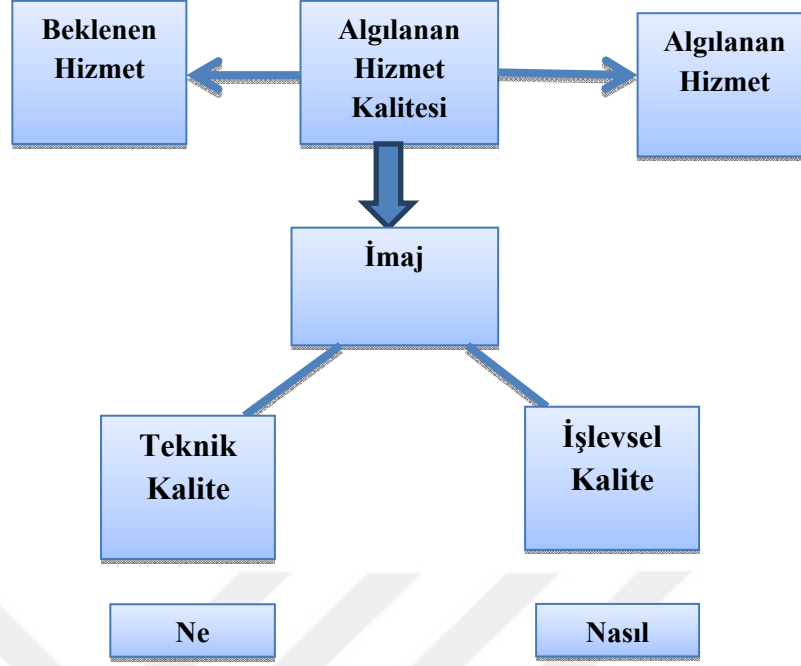 Beklenen
Hizmet
Algılanan
Hizmet
Kalitesi
Algılanan
Hizmet
İmaj
Teknik
Kalite
İşlevsel
Kalite
Ne
Nasıl